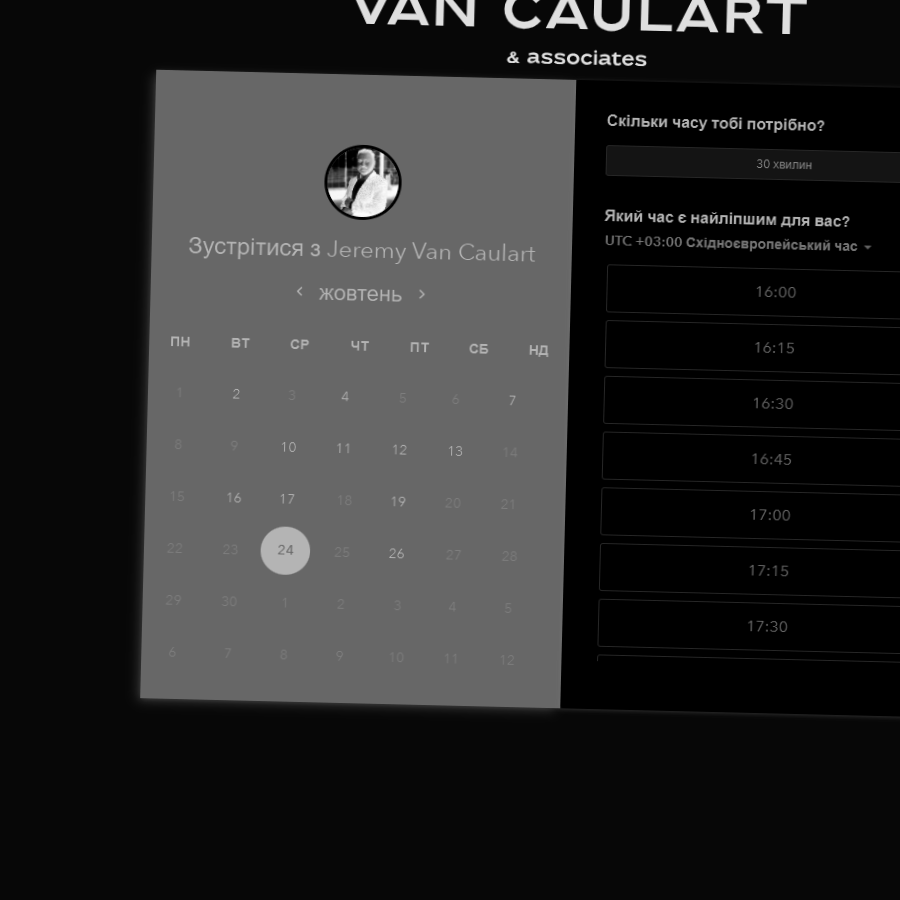 VAN CAULART
& associates
Зустрітися з Jeremy Van Caulart
жовтень
ПН ВТ СР ЧТ ПТ СБ НД
1 2 3 4 5 6 7
8 9 10 11 12 13 14
15 16 17 18 19 20 21
22 23 24 25 26 27 28
29 30 1 2 3 4 5
6 7 8 9 10 11 12
Скільки часу тобі потрібно?
30 хвилин
Який час є найліпшим для вас?
UTC +03:00 Східноєвропейський час
16:00
16:15
16:30
16:45
17:00
17:15
17:30